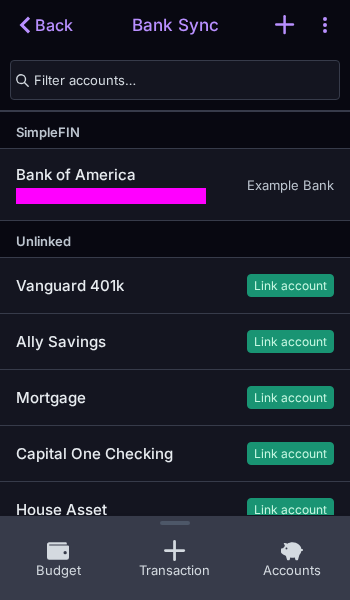 Back
Bank Sync
Filter accounts...
SimpleFIN
Bank of America
Example Bank
Unlinked
Vanguard 401k
Link account
Ally Savings
Link account
Mortgage
Link account
Capital One Checking
Link account
House Asset
Link account
Budget
Transaction
Accounts